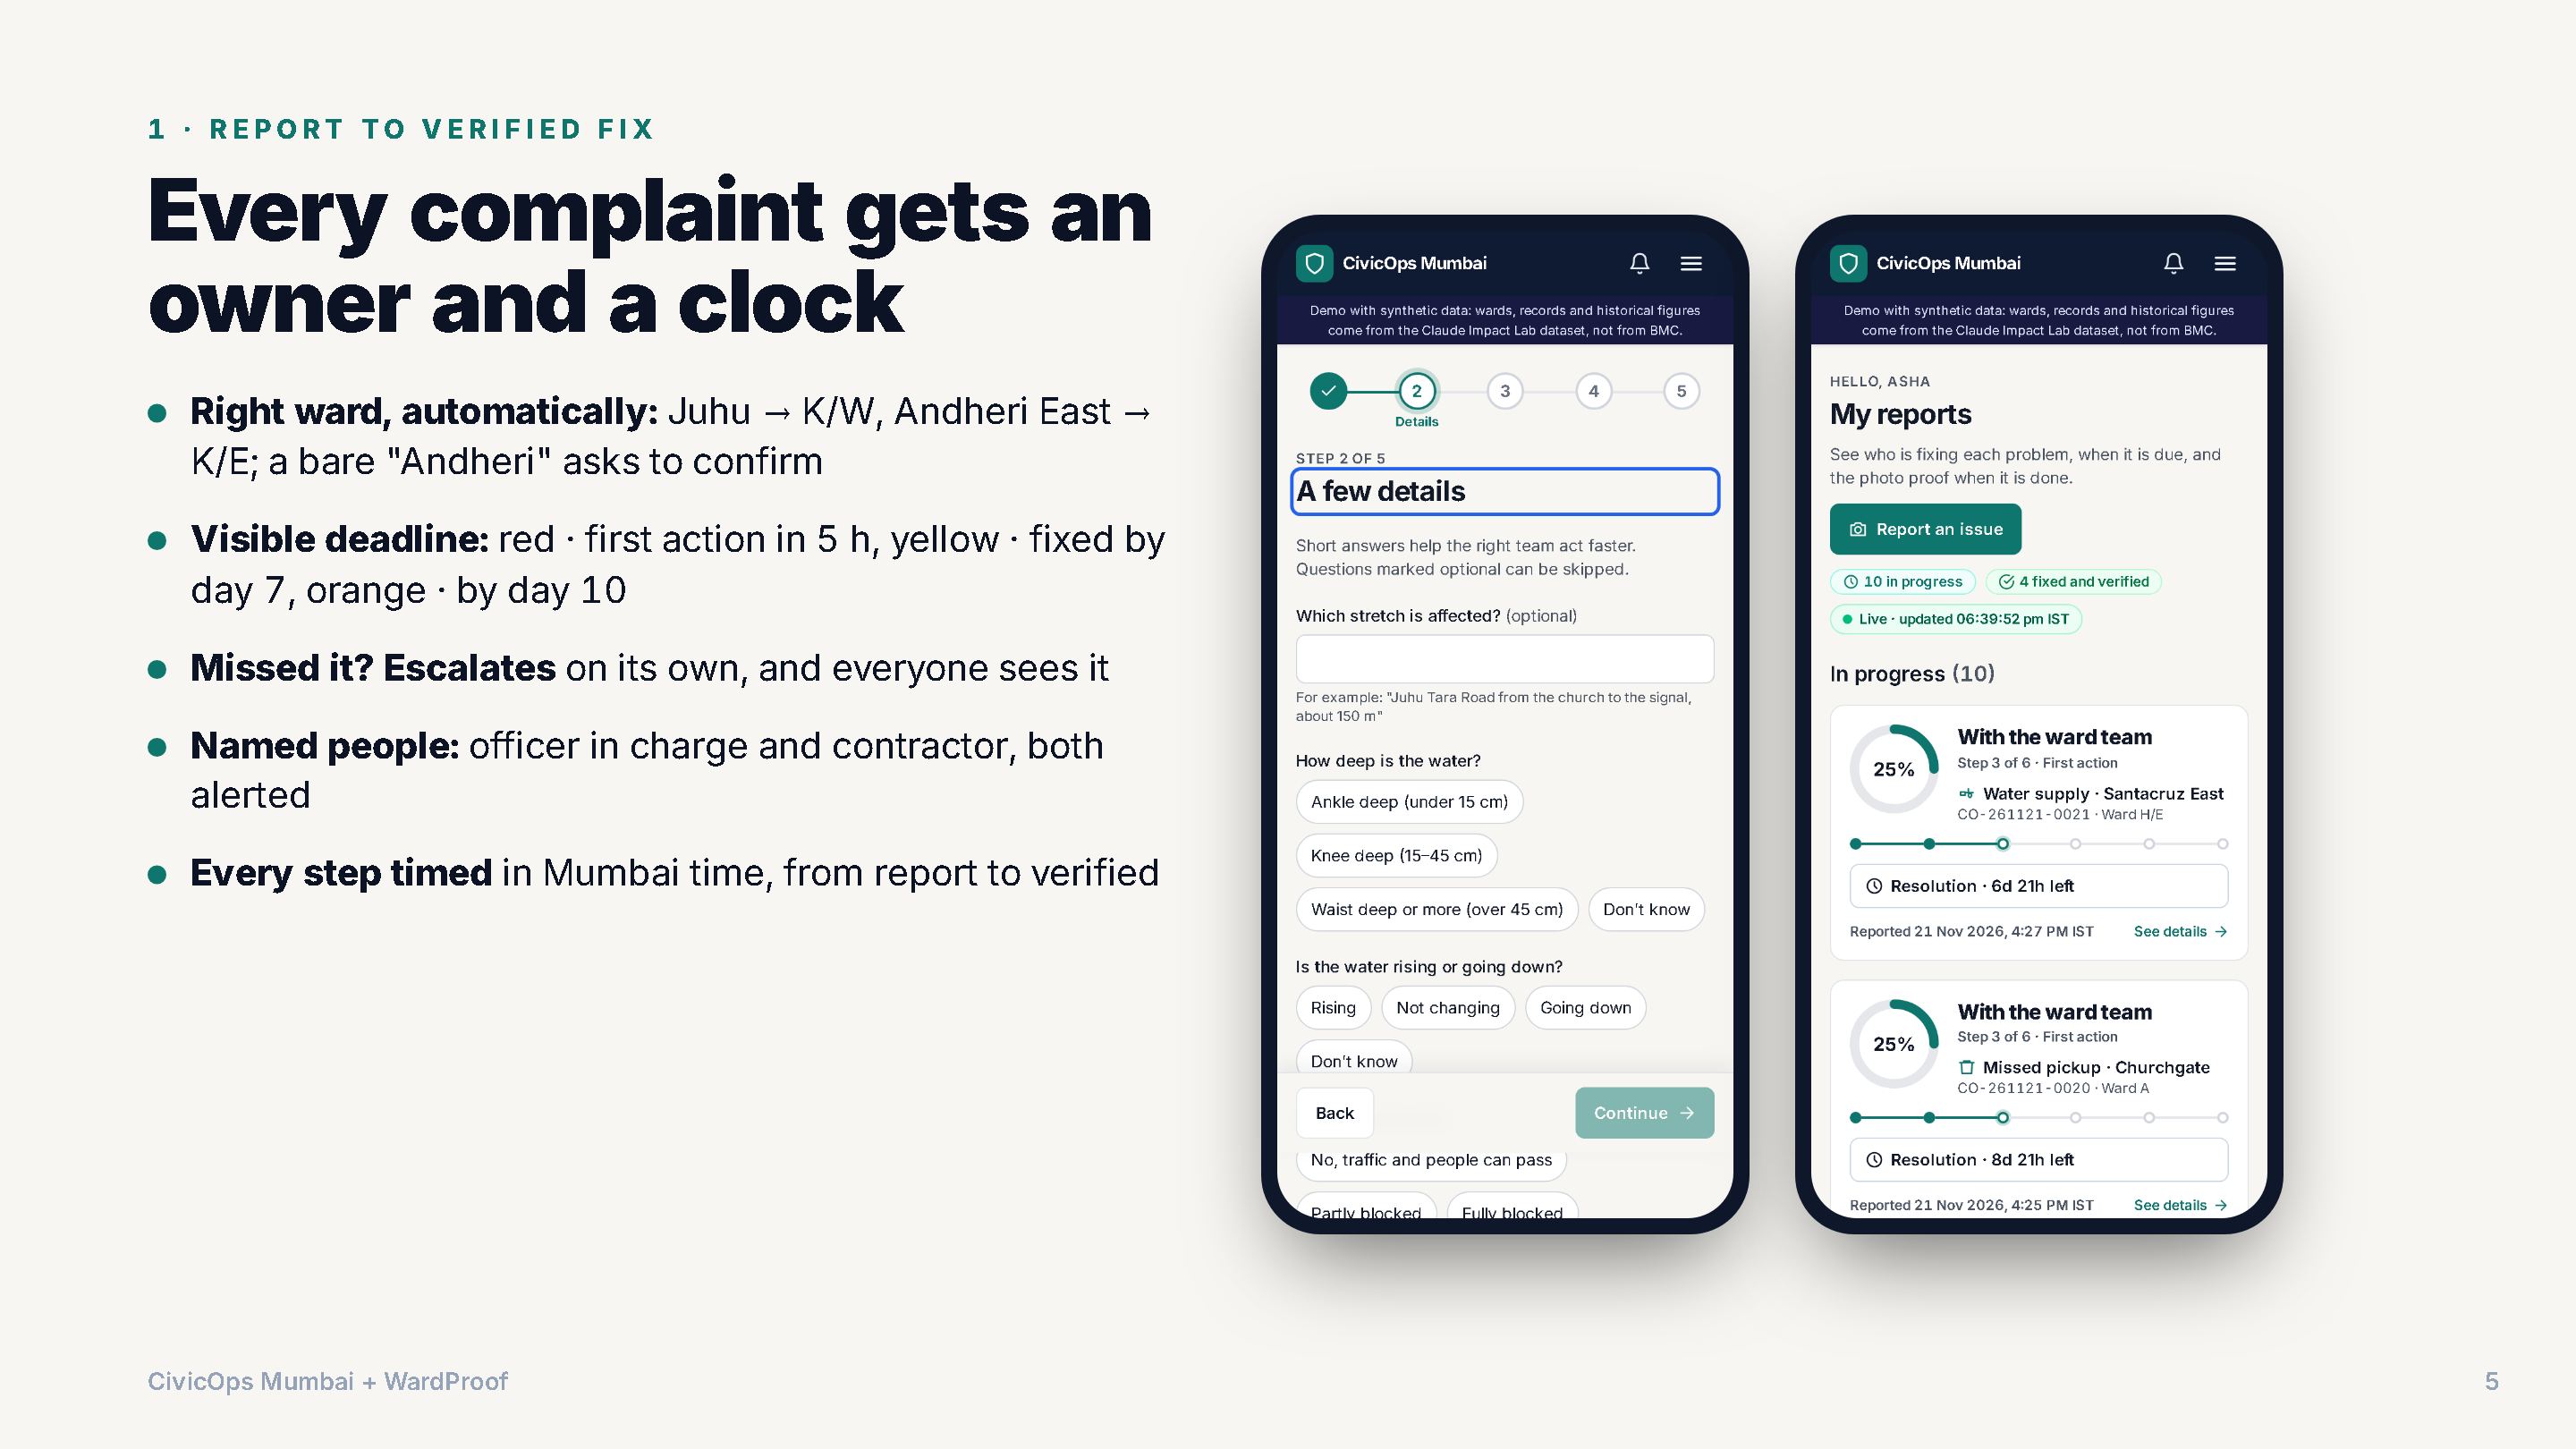 1 · REPORT TO VERIFIED FIX
Every complaint gets an
owner and a clock
Right ward, automatically: Juhu → K/W, Andheri East →
K/E; a bare "Andheri" asks to confirm
Visible deadline: red · first action in 5 h, yellow · fixed by
day 7, orange · by day 10
Missed it? Escalates on its own, and everyone sees it
Named people: officer in charge and contractor, both
alerted
Every step timed in Mumbai time, from report to verified
CivicOps Mumbai
Demo with synthetic data: wards, records and historical figures
come from the Claude Impact Lab dataset, not from BMC.
2 3 4 5
Details
STEP 2 OF 5
A few details
Short answers help the right team act faster.
Questions marked optional can be skipped.
Which stretch is affected? (optional)
For example: "Juhu Tara Road from the church to the signal,
about 150 m"
How deep is the water?
Ankle deep (under 15 cm)
Knee deep (15–45 cm)
Waist deep or more (over 45 cm) Don't know
Is the water rising or going down?
Rising Not changing Going down
Don't know
Back Continue →
No, traffic and people can pass
Partly blocked Fully blocked
CivicOps Mumbai
Demo with synthetic data: wards, records and historical figures
come from the Claude Impact Lab dataset, not from BMC.
HELLO, ASHA
My reports
See who is fixing each problem, when it is due, and
the photo proof when it is done.
Report an issue
10 in progress 4 fixed and verified
Live · updated 06:39:52 pm IST
In progress (10)
25%
With the ward team
Step 3 of 6 · First action
Water supply · Santacruz East
CO-261121-0021 · Ward H/E
Resolution · 6d 21h left
Reported 21 Nov 2026, 4:27 PM IST See details →
25%
With the ward team
Step 3 of 6 · First action
Missed pickup · Churchgate
CO-261121-0020 · Ward A
Resolution · 8d 21h left
Reported 21 Nov 2026, 4:25 PM IST See details →
CivicOps Mumbai + WardProof
5